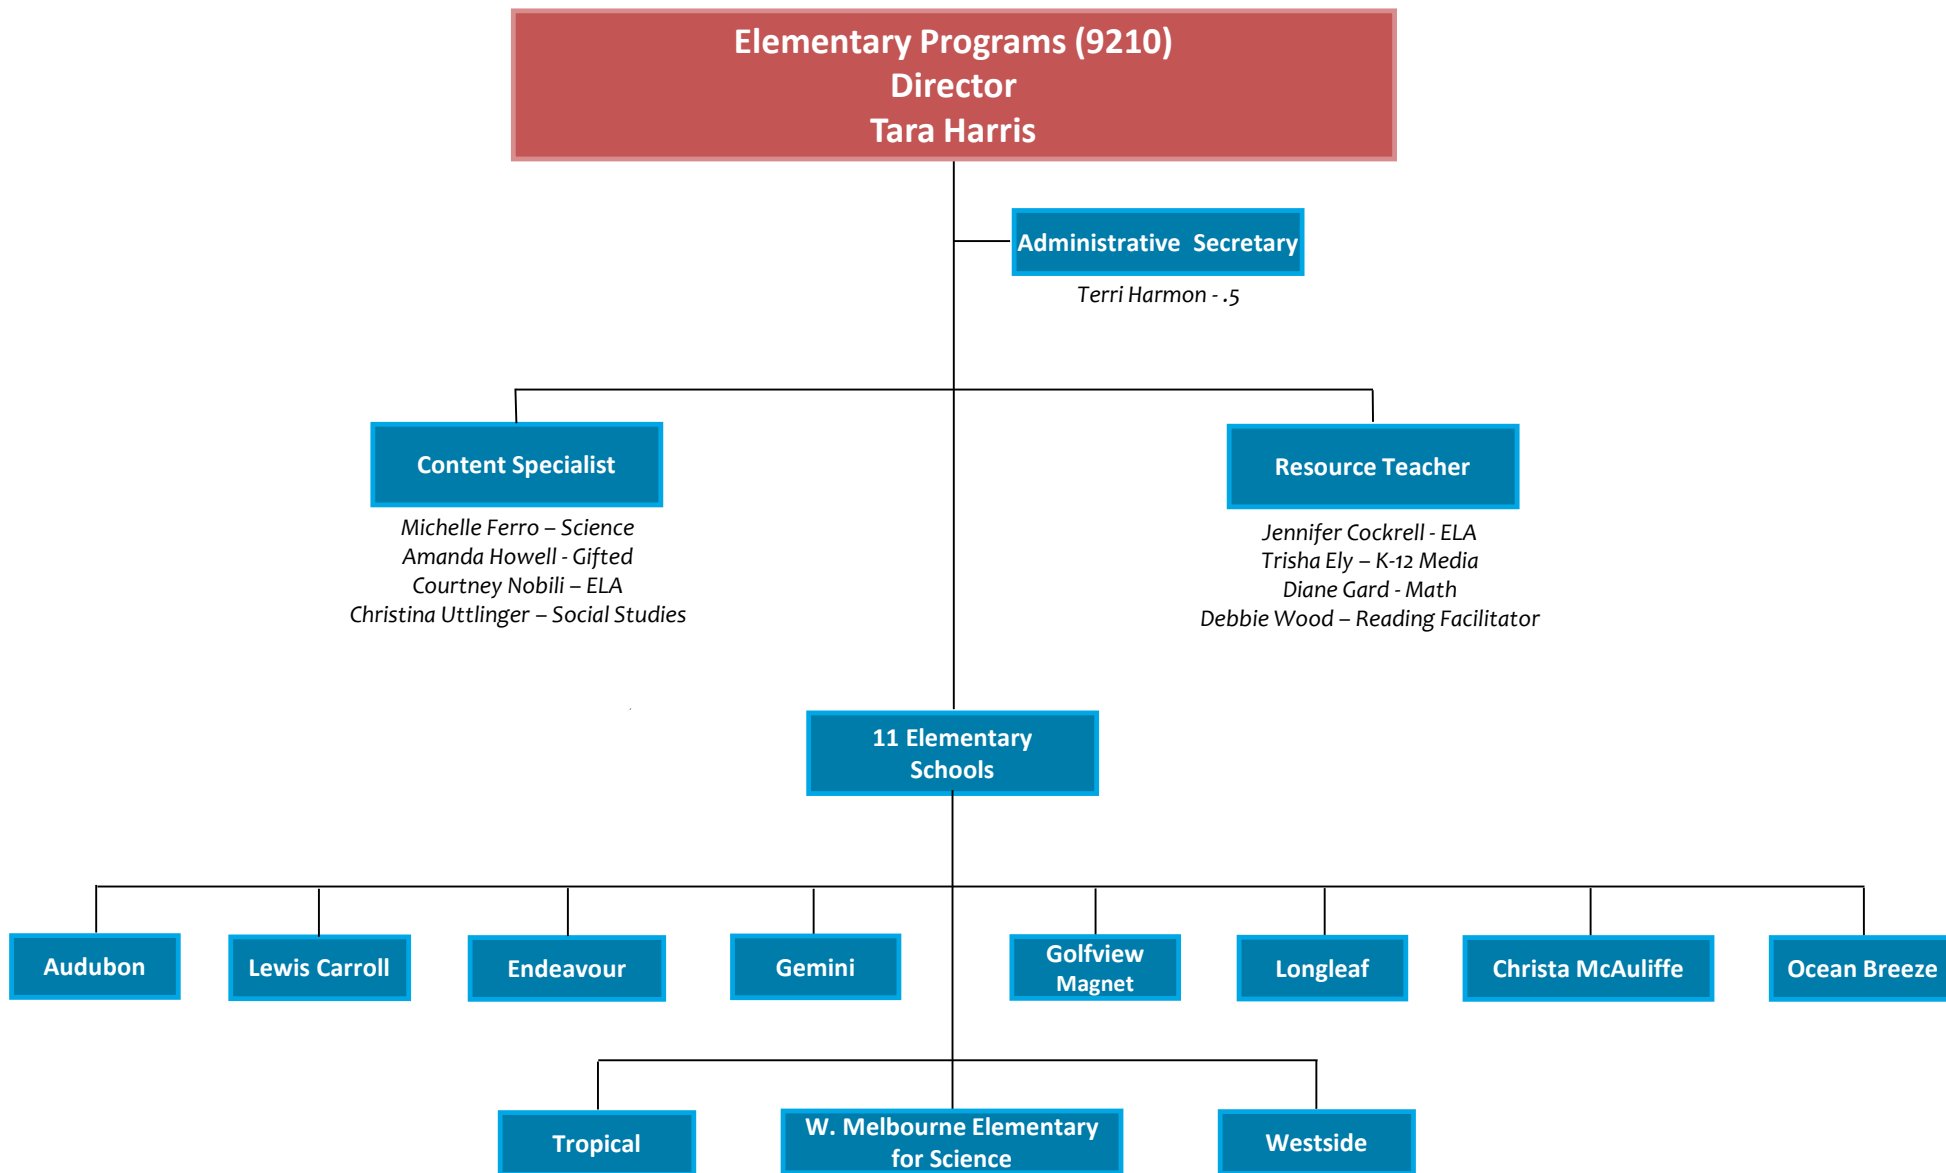 Elementary Programs (9210)
Director
Tara Harris
Administrative  Secretary
Terri Harmon - .5
Content Specialist
Michelle Ferro – Science
Amanda Howell - Gifted
Courtney Nobili – ELA
Christina Uttlinger – Social Studies
Resource Teacher
Jennifer Cockrell - ELA
Trisha Ely – K-12 Media
Diane Gard - Math
Debbie Wood – Reading Facilitator
11 Elementary
Schools
Audubon
Lewis Carroll
Endeavour
Gemini
Golfview
Magnet
Longleaf
Christa McAuliffe
Ocean Breeze
Tropical
W. Melbourne Elementary
for Science
Westside